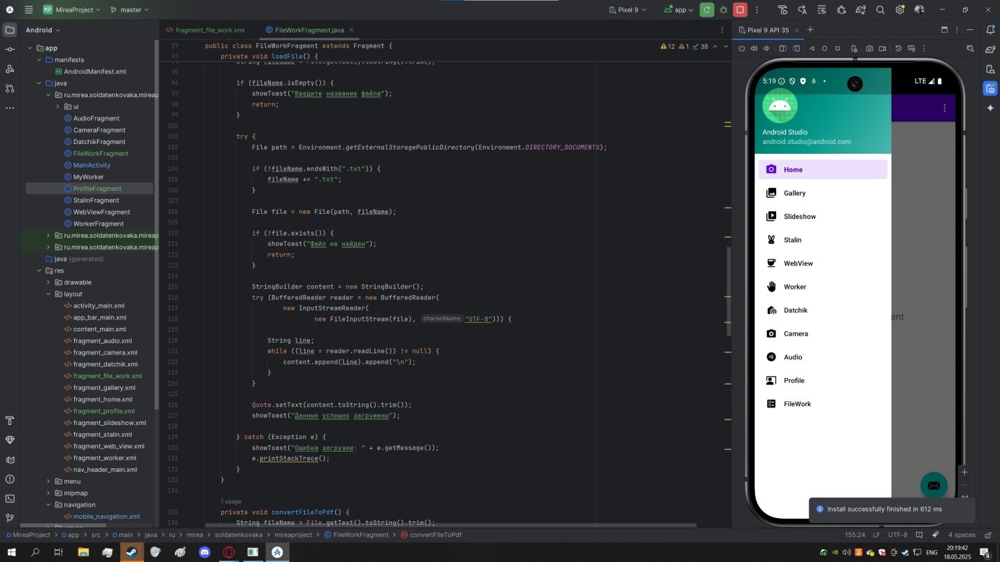 MP MireaProject master Pixel 9 app
Android
app
manifests
AndroidManifest.xml
java
ru.mirea.soldatenkovaka.mireap
ui
AudioFragment
CameraFragment
DatchikFragment
FileWorkFragment
MainActivity
MyWorker
ProfileFragment
StalinFragment
WebViewFragment
WorkerFragment
ru.mirea.soldatenkovaka.mireap
ru.mirea.soldatenkovaka.mireap
java (generated)
res
drawable
layout
activity_main.xml
app_bar_main.xml
content_main.xml
fragment_audio.xml
fragment_camera.xml
fragment_datchik.xml
fragment_file_work.xml
fragment_gallery.xml
fragment_home.xml
fragment_profile.xml
fragment_slideshow.xml
fragment_stalin.xml
fragment_web_view.xml
fragment_worker.xml
nav_header_main.xml
menu
mipmap
navigation
mobile_navigation.xml
fragment_file_work.xml FileWorkFragment.java
12 1 38
29 public class FileWorkFragment extends Fragment {
93 private void loadFile() {
String fileName = File.getText().toString().trim();
95
96 if (fileName.isEmpty()) {
97 showToast("Введите название файла");
98 return;
99 }
100
101 try {
102 File path = Environment.getExternalStoragePublicDirectory(Environment.DIRECTORY_DOCUMENTS);
103
104 if (!fileName.endsWith(".txt")) {
105 fileName += ".txt";
106 }
107
108 File file = new File(path, fileName);
109
110 if (!file.exists()) {
111 showToast("Файл не найден");
112 return;
113 }
114
115 StringBuilder content = new StringBuilder();
116 try (BufferedReader reader = new BufferedReader(
117 new InputStreamReader(
118 new FileInputStream(file), charsetName: "UTF-8"))) {
119
120 String line;
121 while ((line = reader.readLine()) != null) {
122 content.append(line).append("\n");
123 }
124 }
125
126 Quote.setText(content.toString().trim());
127 showToast("Данные успешно загружены");
128
129 } catch (Exception e) {
130 showToast("Ошибка загрузки: " + e.getMessage());
131 e.printStackTrace();
132 }
133 }
134
1 usage
135 private void convertFileToPdf() {
136 String fileName = File.getText().toString().trim();
Pixel 9 API 35
5:19 LTE
Android Studio
android.studio@android.com
Home
Gallery
Slideshow
Stalin
WebView
Worker
Datchik
ent
Camera
Audio
Profile
FileWork
Install successfully finished in 612 ms
MireaProject app src main java ru mirea soldatenkovaka mireaproject FileWorkFragment convertFileToPdf
155:24 LF UTF-8 4 spaces
ENG
20:19:42
18.05.2025
4